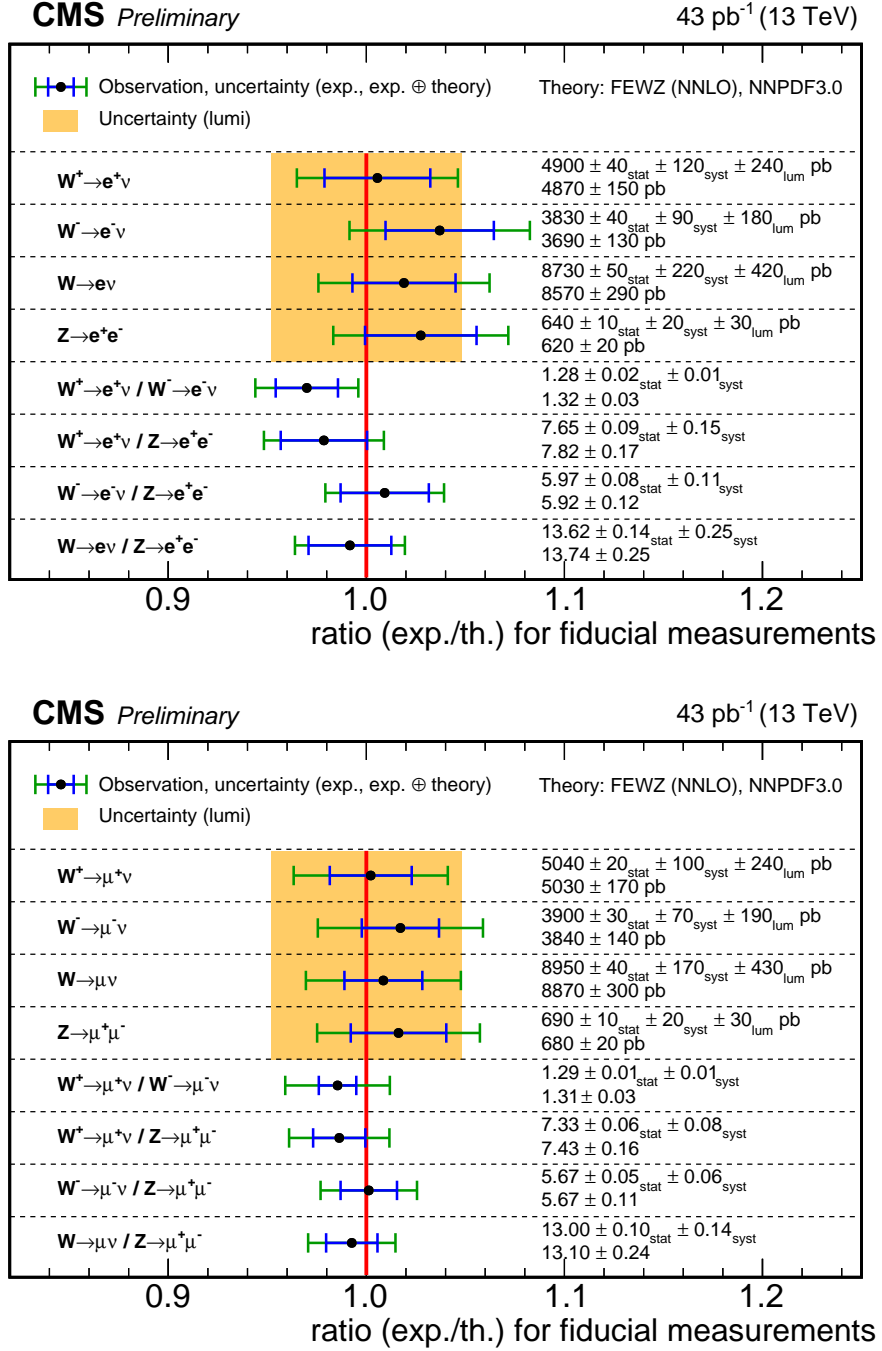 CMS Preliminary 43 pb⁻¹ (13 TeV)
Observation, uncertainty (exp., exp. ⊕ theory) Theory: FEWZ (NNLO), NNPDF3.0
Uncertainty (lumi)
W⁺→e⁺ν 4900 ± 40stat ± 120syst ± 240lum pb
4870 ± 150 pb
W⁻→e⁻ν 3830 ± 40stat ± 90syst ± 180lum pb
3690 ± 130 pb
W→eν 8730 ± 50stat ± 220syst ± 420lum pb
8570 ± 290 pb
Z→e⁺e⁻ 640 ± 10stat ± 20syst ± 30lum pb
620 ± 20 pb
W⁺→e⁺ν / W⁻→e⁻ν 1.28 ± 0.02stat ± 0.01syst
1.32 ± 0.03
W⁺→e⁺ν / Z→e⁺e⁻ 7.65 ± 0.09stat ± 0.15syst
7.82 ± 0.17
W⁻→e⁻ν / Z→e⁺e⁻ 5.97 ± 0.08stat ± 0.11syst
5.92 ± 0.12
W→eν / Z→e⁺e⁻ 13.62 ± 0.14stat ± 0.25syst
13.74 ± 0.25
0.9 1.0 1.1 1.2
ratio (exp./th.) for fiducial measurements
CMS Preliminary 43 pb⁻¹ (13 TeV)
Observation, uncertainty (exp., exp. ⊕ theory) Theory: FEWZ (NNLO), NNPDF3.0
Uncertainty (lumi)
W⁺→μ⁺ν 5040 ± 20stat ± 100syst ± 240lum pb
5030 ± 170 pb
W⁻→μ⁻ν 3900 ± 30stat ± 70syst ± 190lum pb
3840 ± 140 pb
W→μν 8950 ± 40stat ± 170syst ± 430lum pb
8870 ± 300 pb
Z→μ⁺μ⁻ 690 ± 10stat ± 20syst ± 30lum pb
680 ± 20 pb
W⁺→μ⁺ν / W⁻→μ⁻ν 1.29 ± 0.01stat ± 0.01syst
1.31 ± 0.03
W⁺→μ⁺ν / Z→μ⁺μ⁻ 7.33 ± 0.06stat ± 0.08syst
7.43 ± 0.16
W⁻→μ⁻ν / Z→μ⁺μ⁻ 5.67 ± 0.05stat ± 0.06syst
5.67 ± 0.11
W→μν / Z→μ⁺μ⁻ 13.00 ± 0.10stat ± 0.14syst
13.10 ± 0.24
0.9 1.0 1.1 1.2
ratio (exp./th.) for fiducial measurements